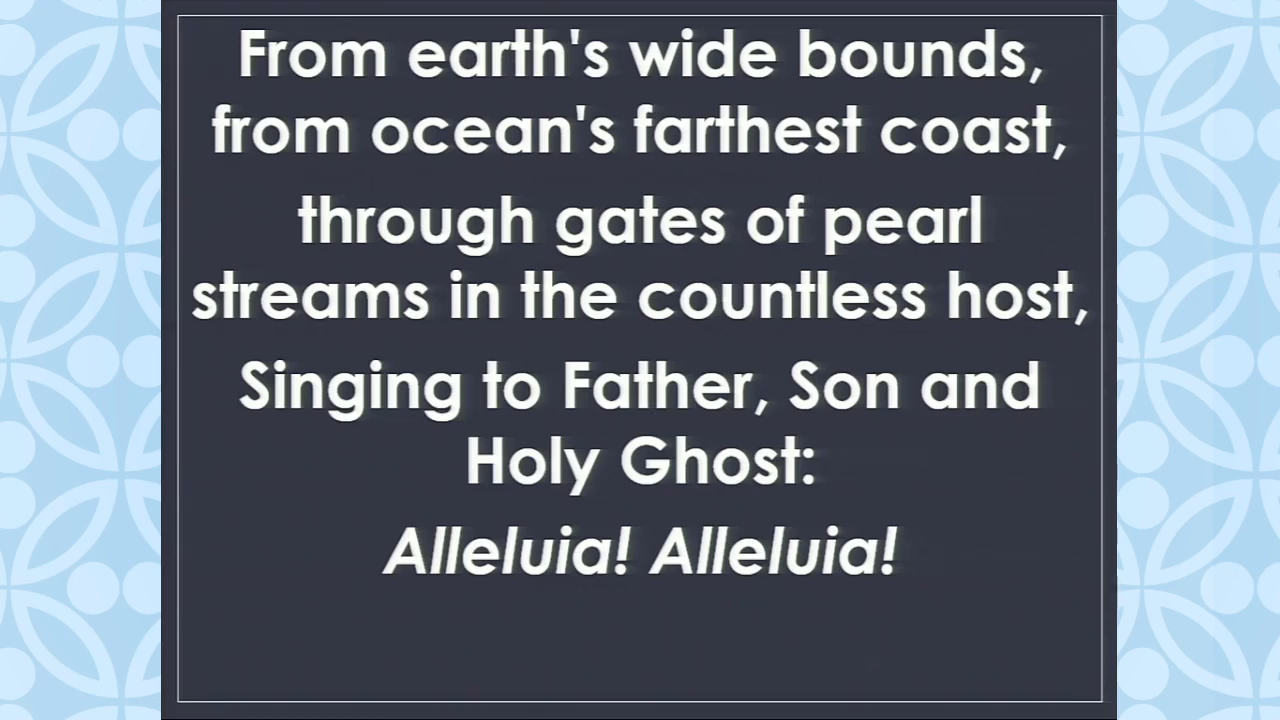 From earth's wide bounds,
from ocean's farthest coast,
through gates of pearl
streams in the countless host,
Singing to Father, Son and
Holy Ghost:
Alleluia! Alleluia!